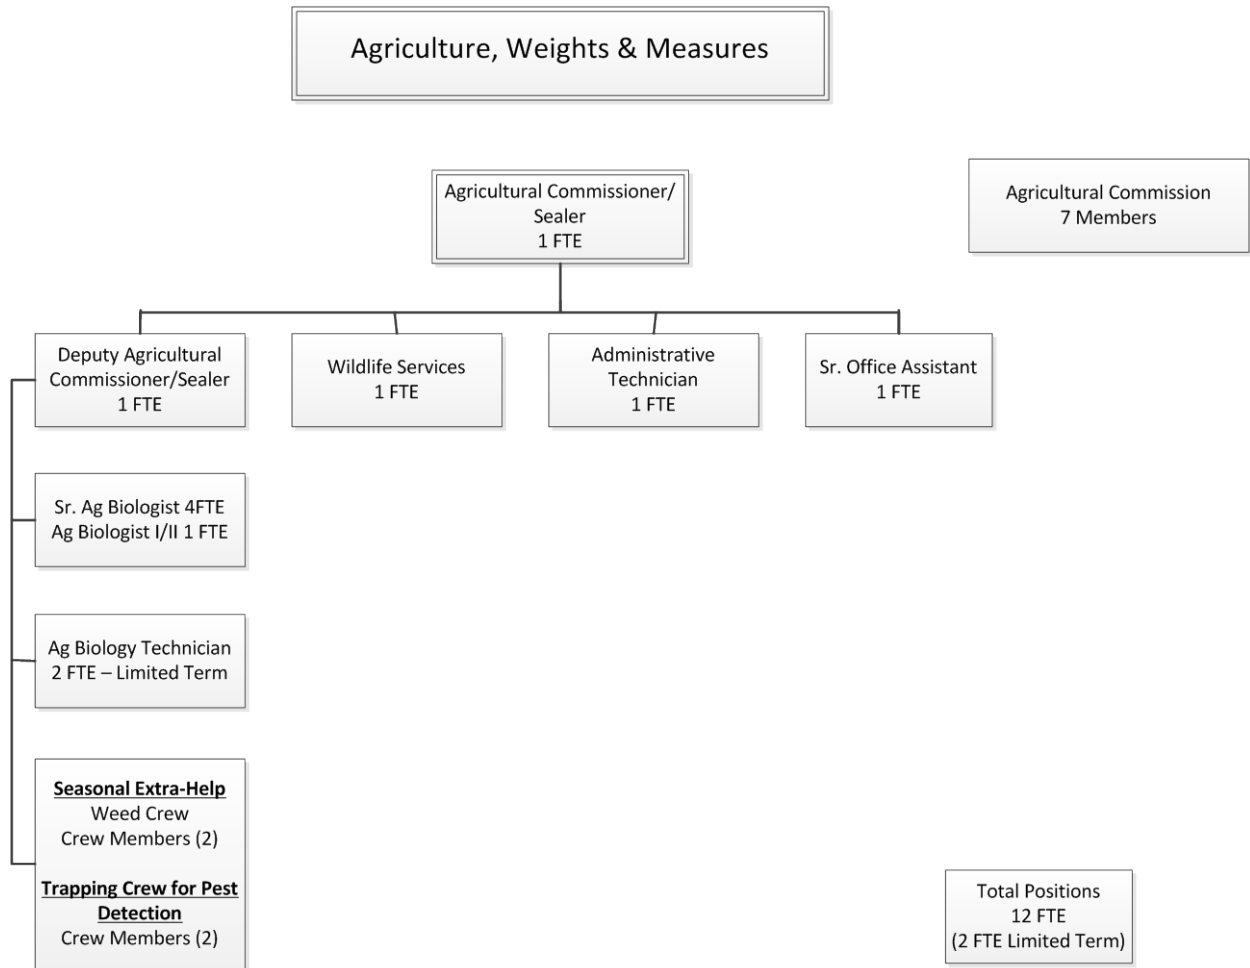 Agriculture, Weights & Measures
Agricultural Commissioner/
Sealer
1 FTE
Agricultural Commission
7 Members
Deputy Agricultural
Commissioner/Sealer
1 FTE
Wildlife Services
1 FTE
Administrative
Technician
1 FTE
Sr. Office Assistant
1 FTE
Sr. Ag Biologist 4FTE
Ag Biologist I/II 1 FTE
Ag Biology Technician
2 FTE – Limited Term
Seasonal Extra-Help
Weed Crew
Crew Members (2)
Trapping Crew for Pest
Detection
Crew Members (2)
Total Positions
12 FTE
(2 FTE Limited Term)